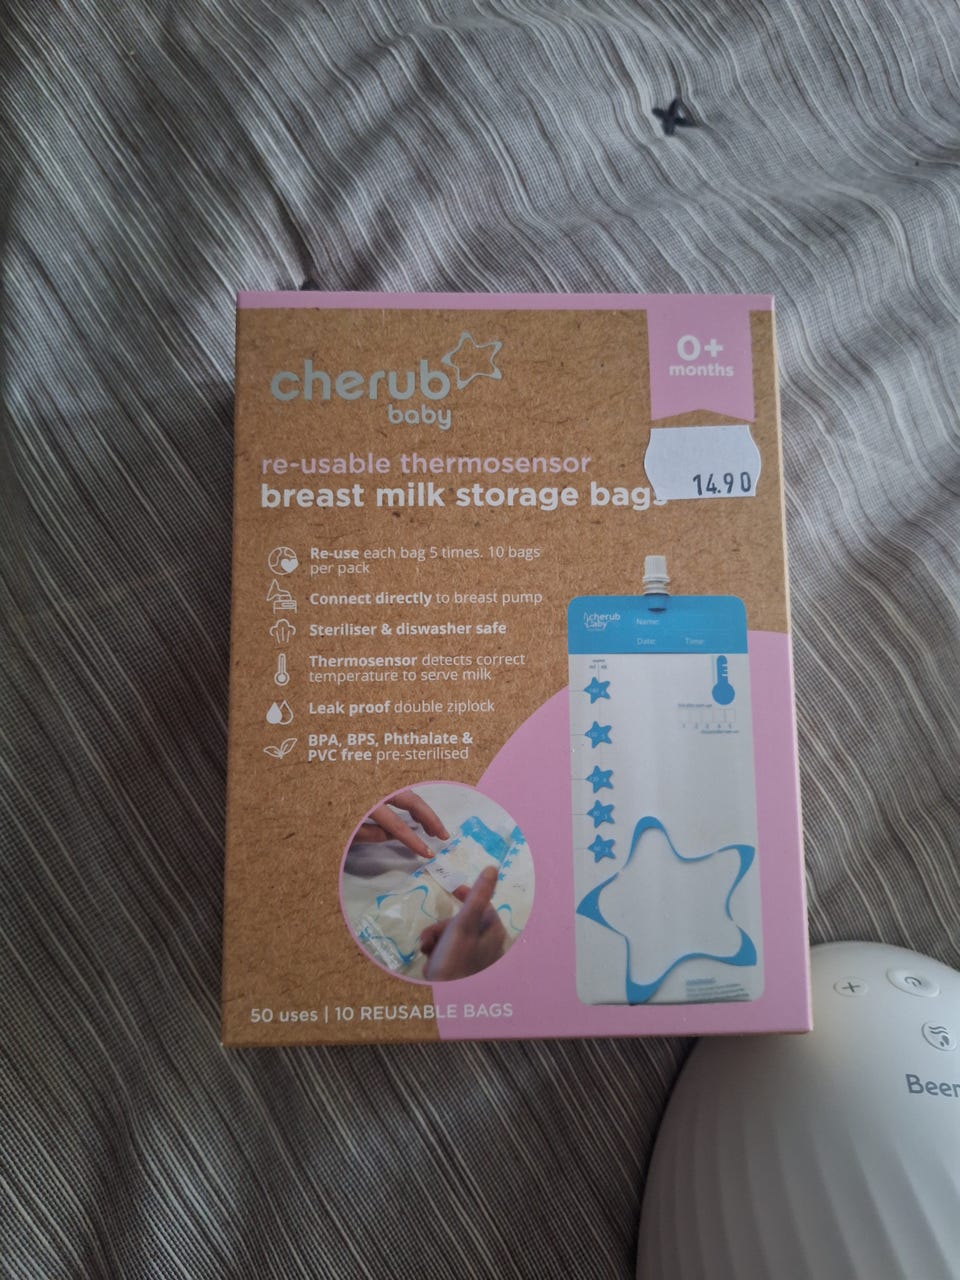 cherub
baby
0+
months
14.90
re-usable thermosensor
breast milk storage bags
Re-use each bag 5 times. 10 bags
per pack
Connect directly to breast pump
Steriliser & diswasher safe
Thermosensor detects correct
temperature to serve milk
Leak proof double ziplock
BPA, BPS, Phthalate &
PVC free pre-sterilised
50 uses | 10 REUSABLE BAGS
cherub
baby
Name:
Date: Time:
+